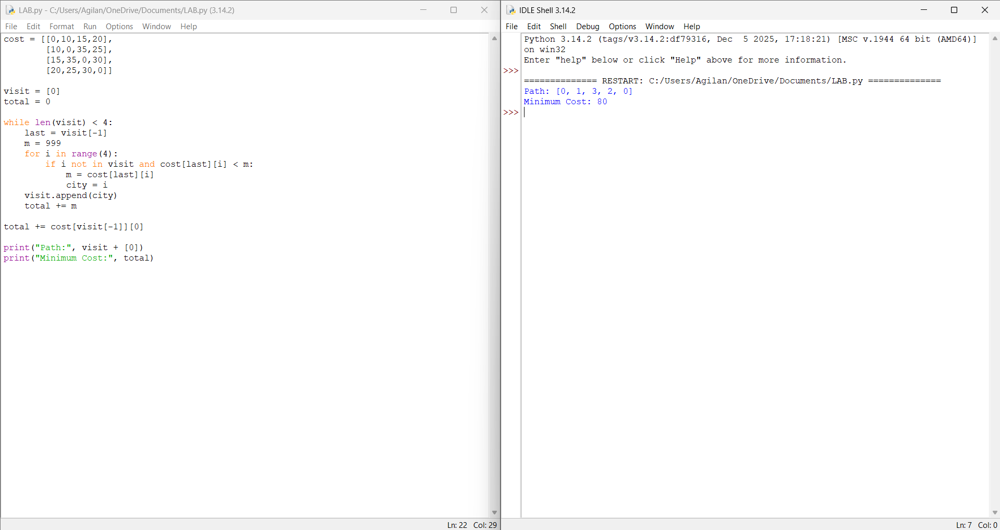 LAB.py - C:/Users/Agilan/OneDrive/Documents/LAB.py (3.14.2)
File Edit Format Run Options Window Help
cost = [[0,10,15,20],
        [10,0,35,25],
        [15,35,0,30],
        [20,25,30,0]]

visit = [0]
total = 0

while len(visit) < 4:
    last = visit[-1]
    m = 999
    for i in range(4):
        if i not in visit and cost[last][i] < m:
            m = cost[last][i]
            city = i
    visit.append(city)
    total += m

total += cost[visit[-1]][0]

print("Path:", visit + [0])
print("Minimum Cost:", total)
Ln: 22 Col: 29
IDLE Shell 3.14.2
File Edit Shell Debug Options Window Help
Python 3.14.2 (tags/v3.14.2:df79316, Dec  5 2025, 17:18:21) [MSC v.1944 64 bit (AMD64)]
on win32
Enter "help" below or click "Help" above for more information.
>>>
============== RESTART: C:/Users/Agilan/OneDrive/Documents/LAB.py ==============
Path: [0, 1, 3, 2, 0]
Minimum Cost: 80
>>>
Ln: 7 Col: 0